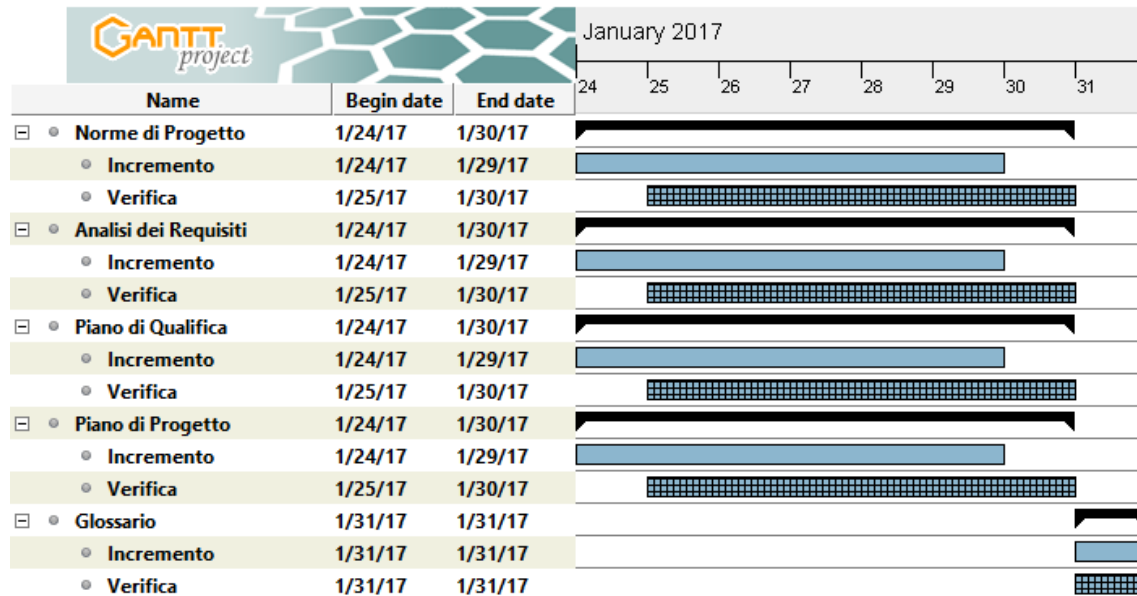 GANTT
project
January 2017
24 25 26 27 28 29 30 31
Name Begin date End date
Norme di Progetto 1/24/17 1/30/17
Incremento 1/24/17 1/29/17
Verifica 1/25/17 1/30/17
Analisi dei Requisiti 1/24/17 1/30/17
Incremento 1/24/17 1/29/17
Verifica 1/25/17 1/30/17
Piano di Qualifica 1/24/17 1/30/17
Incremento 1/24/17 1/29/17
Verifica 1/25/17 1/30/17
Piano di Progetto 1/24/17 1/30/17
Incremento 1/24/17 1/29/17
Verifica 1/25/17 1/30/17
Glossario 1/31/17 1/31/17
Incremento 1/31/17 1/31/17
Verifica 1/31/17 1/31/17